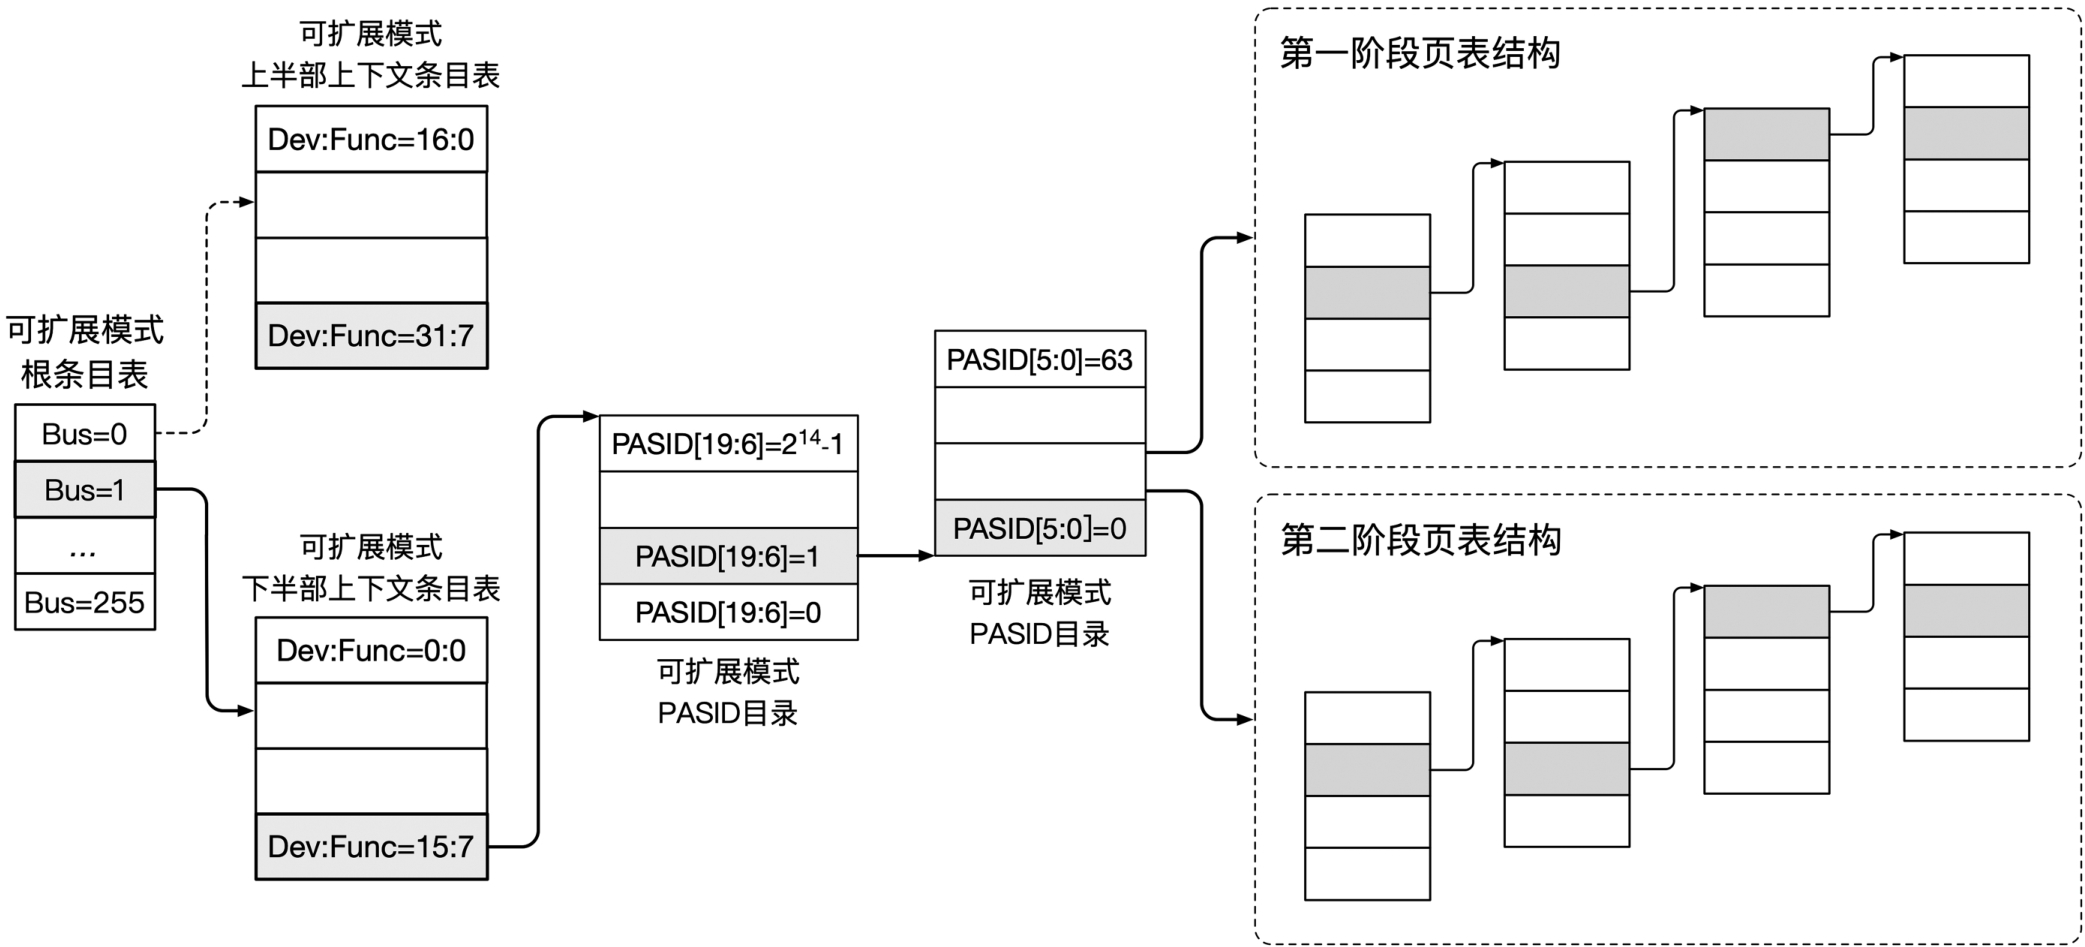 可扩展模式
上半部上下文条目表
Dev:Func=16:0
Dev:Func=31:7
可扩展模式
根条目表
Bus=0
Bus=1
...
Bus=255
可扩展模式
下半部上下文条目表
Dev:Func=0:0
Dev:Func=15:7
PASID[19:6]=2¹⁴-1
PASID[19:6]=1
PASID[19:6]=0
可扩展模式
PASID目录
PASID[5:0]=63
PASID[5:0]=0
可扩展模式
PASID目录
第一阶段页表结构
第二阶段页表结构